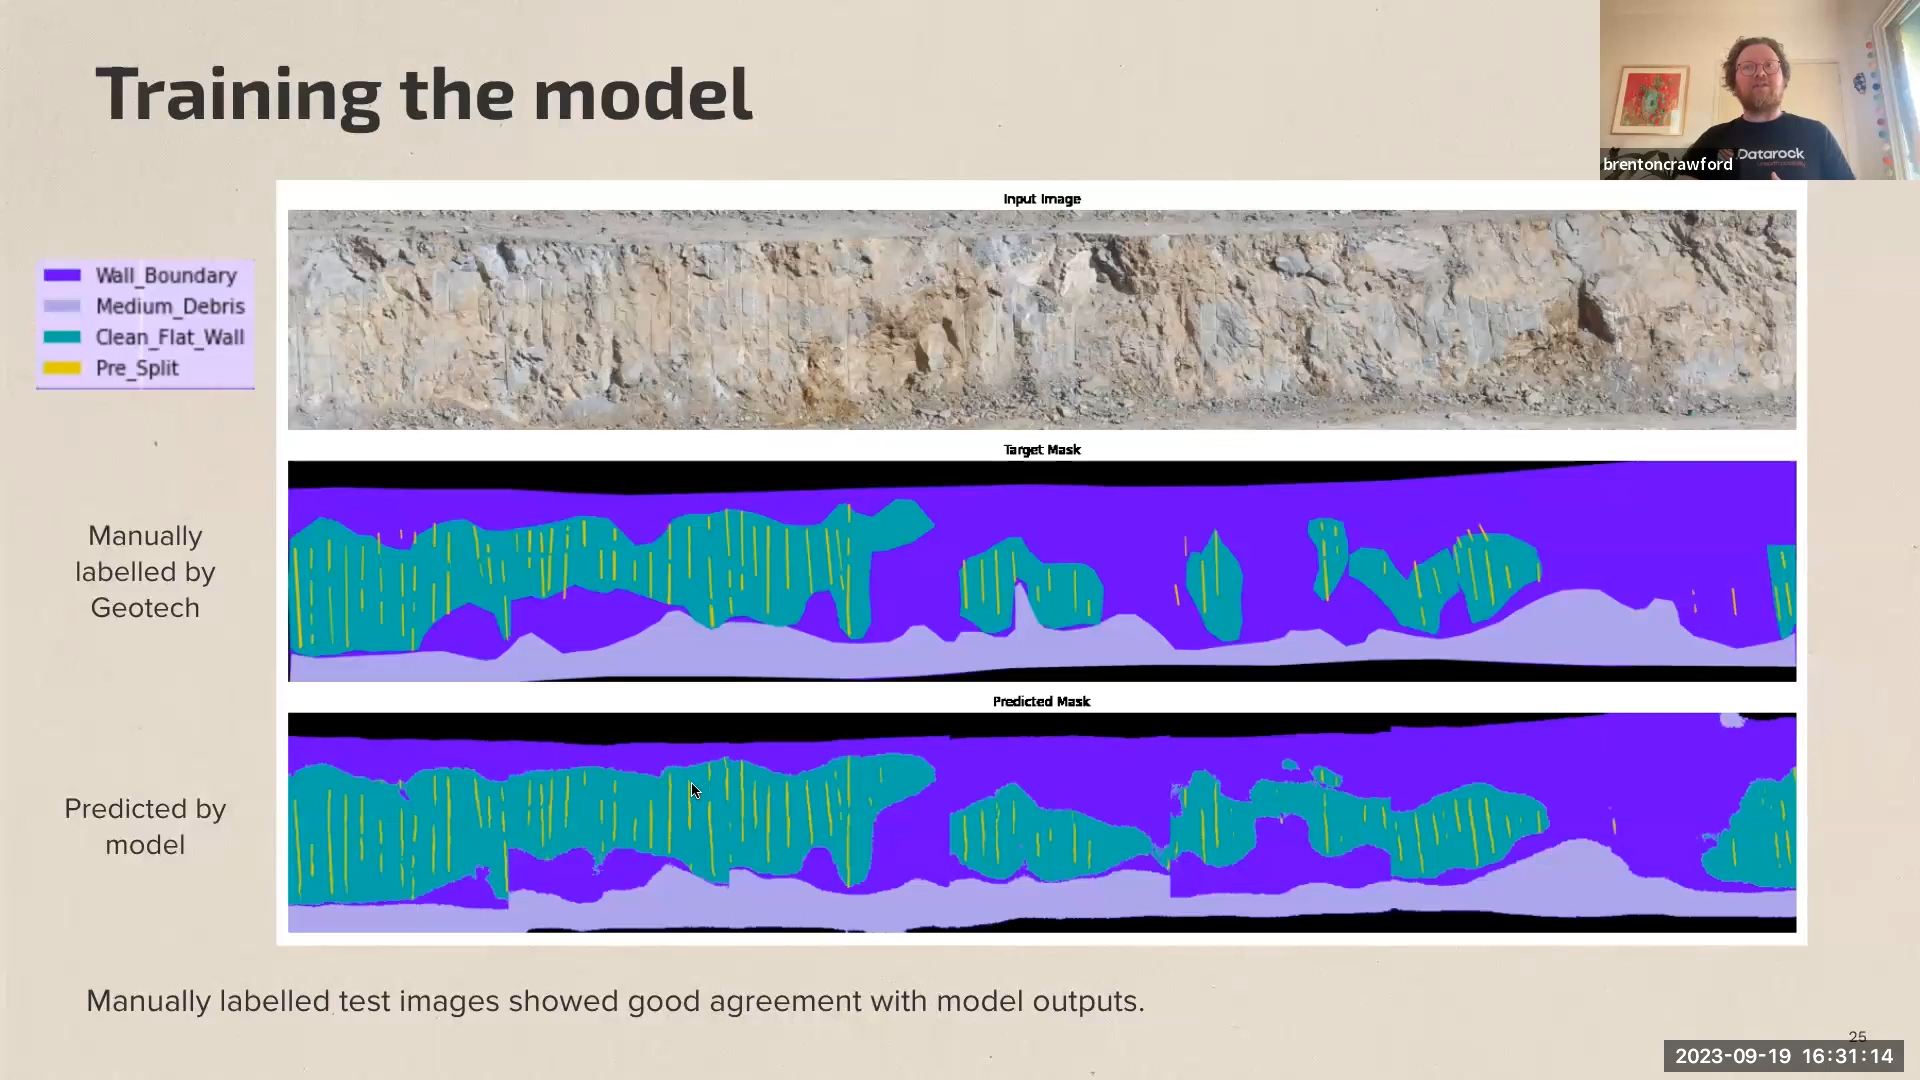 Training the model
brentoncrawford
Datarock
Input Image
Wall_Boundary
Medium_Debris
Clean_Flat_Wall
Pre_Split
Target Mask
Manually
labelled by
Geotech
Predicted Mask
Predicted by
model
Manually labelled test images showed good agreement with model outputs.
25
2023-09-19 16:31:14